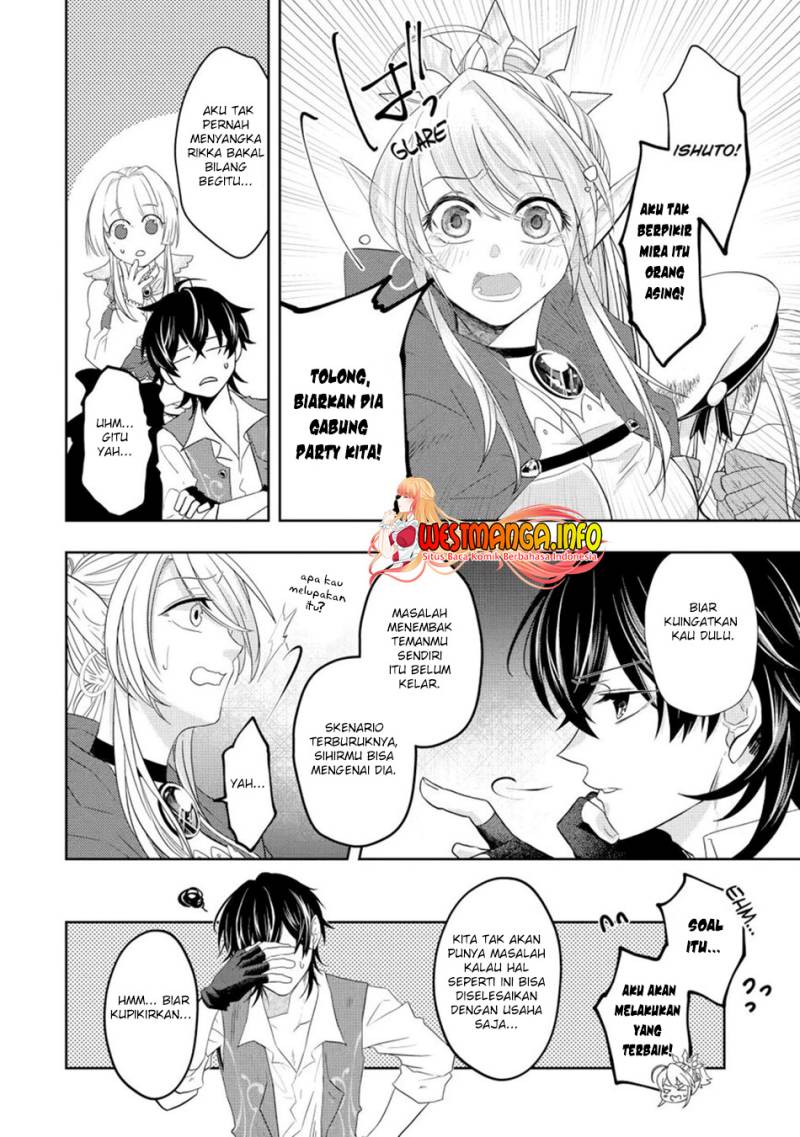 ISHUTO!
AKU TAK
BERPIKIR
MIRA ITU
ORANG
ASING!
ばっ
GLARE
TOLONG,
BIARKAN DIA
GABUNG
PARTY KITA!
AKU TAK
PERNAH
MENYANGKA
RIKKA BAKAL
BILANG
BEGITU...
UHM...
GITU
YAH...
WESTMANGA.INFO
Situs Baca Komik Berbahasa Indonesia
BIAR
KUINGATKAN
KAU DULU.
MASALAH
MENEMBAK
TEMANMU
SENDIRI
ITU BELUM
KELAR.
SKENARIO
TERBURUKNYA,
SIHIRMU BISA
MENGENAI DIA.
apa kau
melupakan
itu?
YAH...
EHM...
SOAL
ITU...
AKU AKAN
MELAKUKAN
YANG
TERBAIK!
KITA TAK AKAN
PUNYA MASALAH
KALAU HAL
SEPERTI INI BISA
DISELESAIKAN
DENGAN USAHA
SAJA...
HMM... BIAR
KUPIKIRKAN...